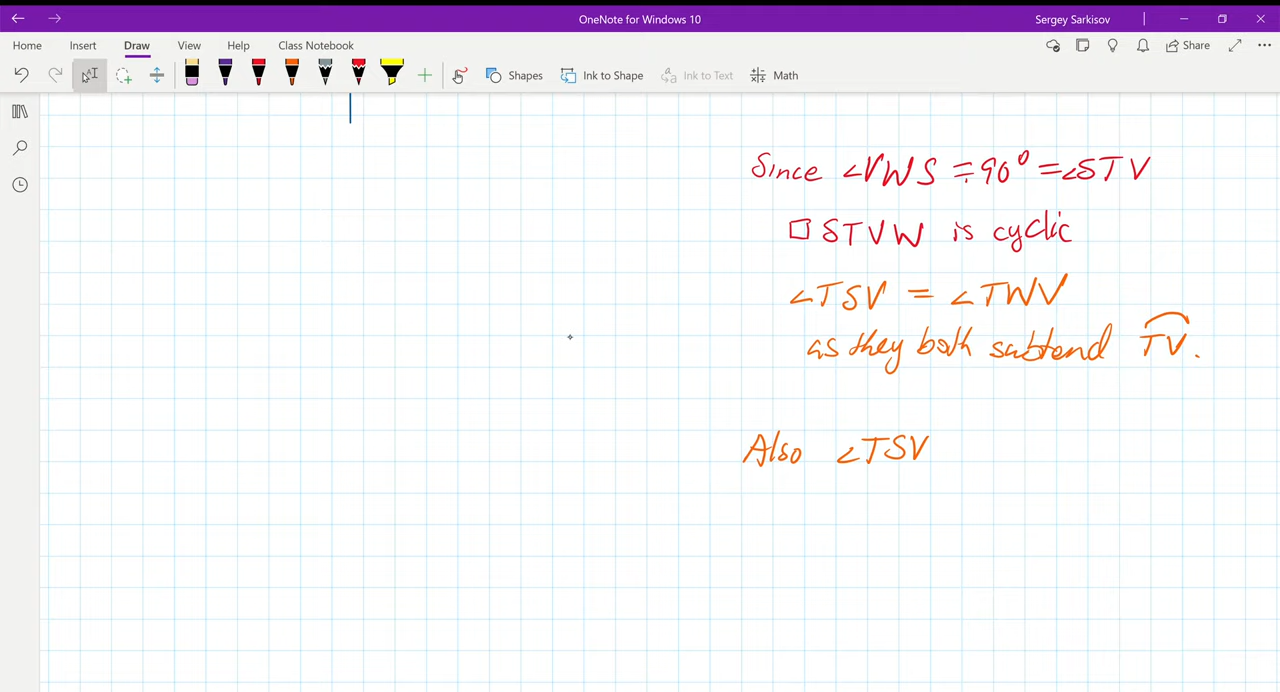 OneNote for Windows 10
Sergey Sarkisov
Home Insert Draw View Help Class Notebook
Share
Shapes Ink to Shape Ink to Text Math
Since ∠VWS = 90° = ∠STV
□ STVW is cyclic
∠TSV = ∠TWV
as they both subtend T͡V.
Also ∠TSV